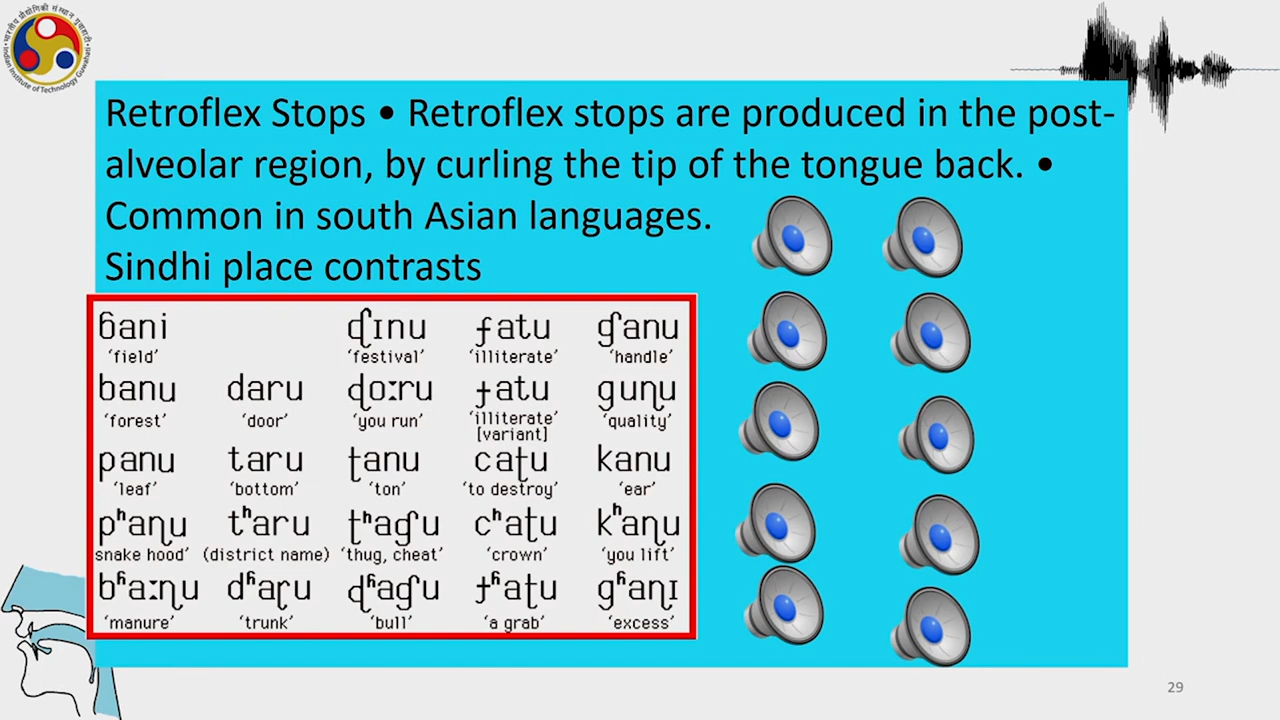 Retroflex Stops • Retroflex stops are produced in the post-
alveolar region, by curling the tip of the tongue back. •
Common in south Asian languages.
Sindhi place contrasts
ɓani ᶑɪnu ʄatu ɠanu
‘field’ ‘festival’ ‘illiterate’ ‘handle’
banu daru ɖoːru ɟatu guɳu
‘forest’ ‘door’ ‘you run’ ‘illiterate’ ‘quality’
[variant]
panu taru ʈanu caʈu kanu
‘leaf’ ‘bottom’ ‘ton’ ‘to destroy’ ‘ear’
pʰaɳu tʰaru ʈʰaɠu cʰaʈu kʰaɳu
snake hood’ (district name) ‘thug, cheat’ ‘crown’ ‘you lift’
bʱaːɳu dʱaɽu ɖʱaɠu ɟʱaʈu gʱaɳɪ
‘manure’ ‘trunk’ ‘bull’ ‘a grab’ ‘excess’
29